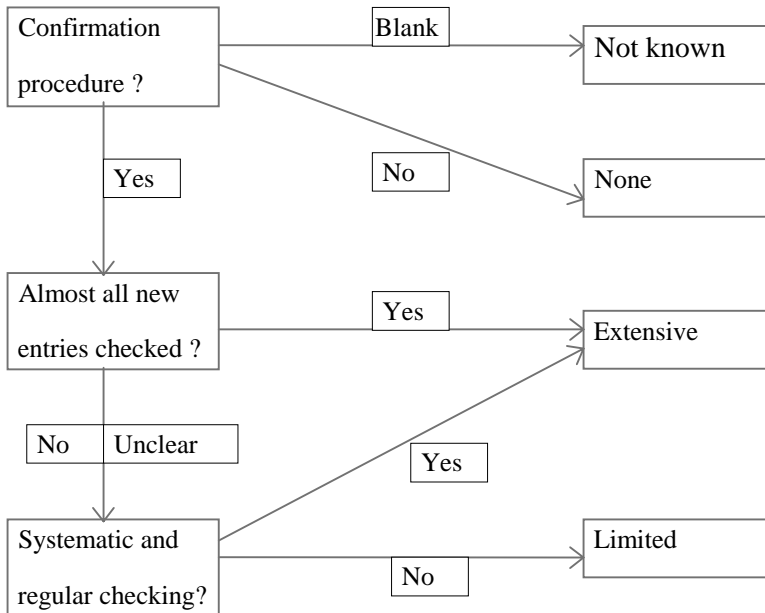 Confirmation
procedure ?
Blank
Not known
No
None
Yes
Almost all new
entries checked ?
Yes
Extensive
No
Unclear
Yes
Systematic and
regular checking?
No
Limited